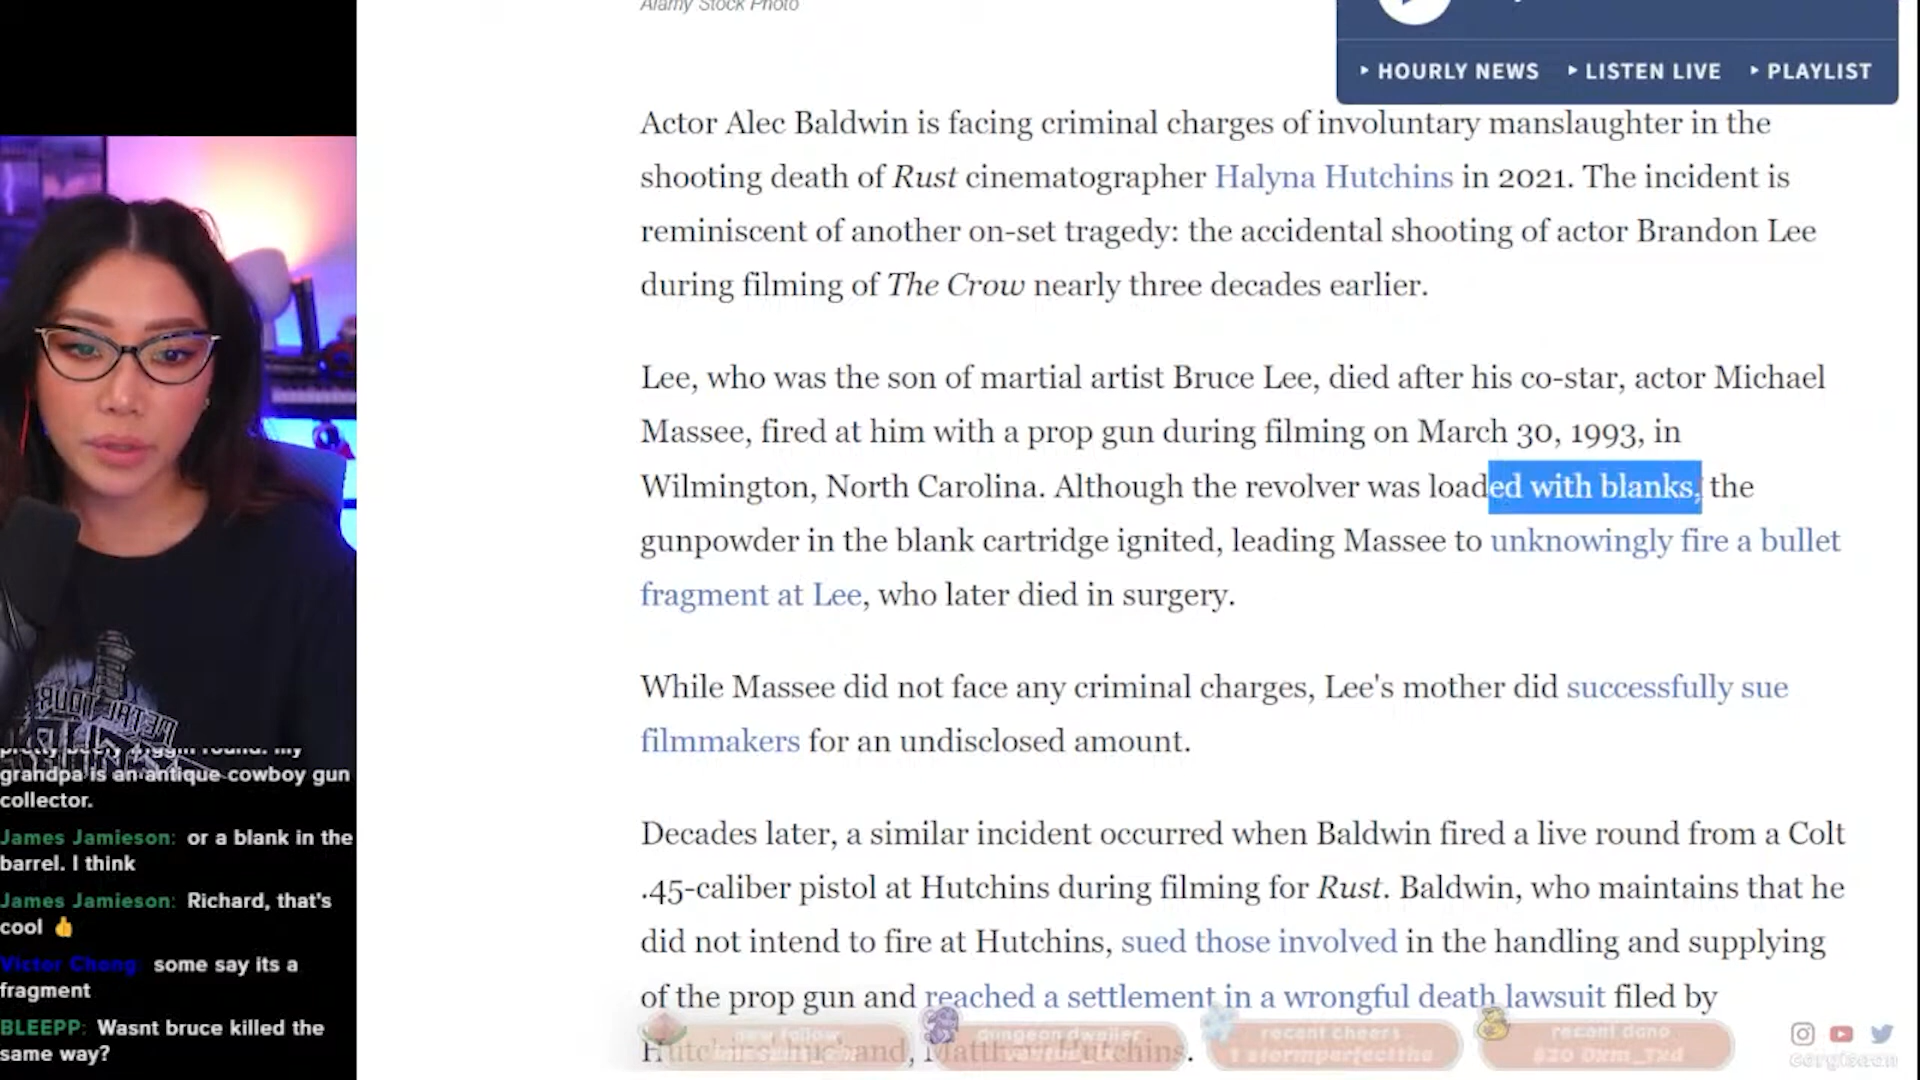 Alamy Stock Photo
HOURLY NEWS LISTEN LIVE PLAYLIST
Actor Alec Baldwin is facing criminal charges of involuntary manslaughter in the
shooting death of Rust cinematographer Halyna Hutchins in 2021. The incident is
reminiscent of another on-set tragedy: the accidental shooting of actor Brandon Lee
during filming of The Crow nearly three decades earlier.
Lee, who was the son of martial artist Bruce Lee, died after his co-star, actor Michael
Massee, fired at him with a prop gun during filming on March 30, 1993, in
Wilmington, North Carolina. Although the revolver was loaded with blanks, the
gunpowder in the blank cartridge ignited, leading Massee to unknowingly fire a bullet
fragment at Lee, who later died in surgery.
While Massee did not face any criminal charges, Lee's mother did successfully sue
filmmakers for an undisclosed amount.
Decades later, a similar incident occurred when Baldwin fired a live round from a Colt
.45-caliber pistol at Hutchins during filming for Rust. Baldwin, who maintains that he
did not intend to fire at Hutchins, sued those involved in the handling and supplying
of the prop gun and reached a settlement in a wrongful death lawsuit filed by
grandpa is an antique cowboy gun
collector.
James Jamieson: or a blank in the
barrel. I think
James Jamieson: Richard, that's
cool 👍
Victor Chong: some say its a
fragment
BLEEPP: Wasnt bruce killed the
same way?
new follow
dungeon dweller
recent cheers
recent dono